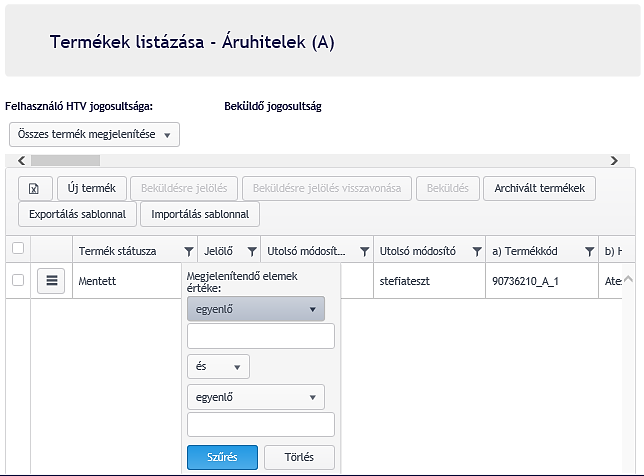 Termékek listázása - Áruhitelek (A)
Felhasználó HTV jogosultsága: Beküldő jogosultság
Összes termék megjelenítése
Új termék Beküldésre jelölés Beküldésre jelölés visszavonása Beküldés Archivált termékek
Exportálás sablonnal Importálás sablonnal
Termék státusza Jelölő Utolsó módosít... Utolsó módosító a) Termékkód b) H
Mentett stefiateszt 90736210_A_1 Ate
Megjelenítendő elemek
értéke:
egyenlő
és
egyenlő
Szűrés Törlés